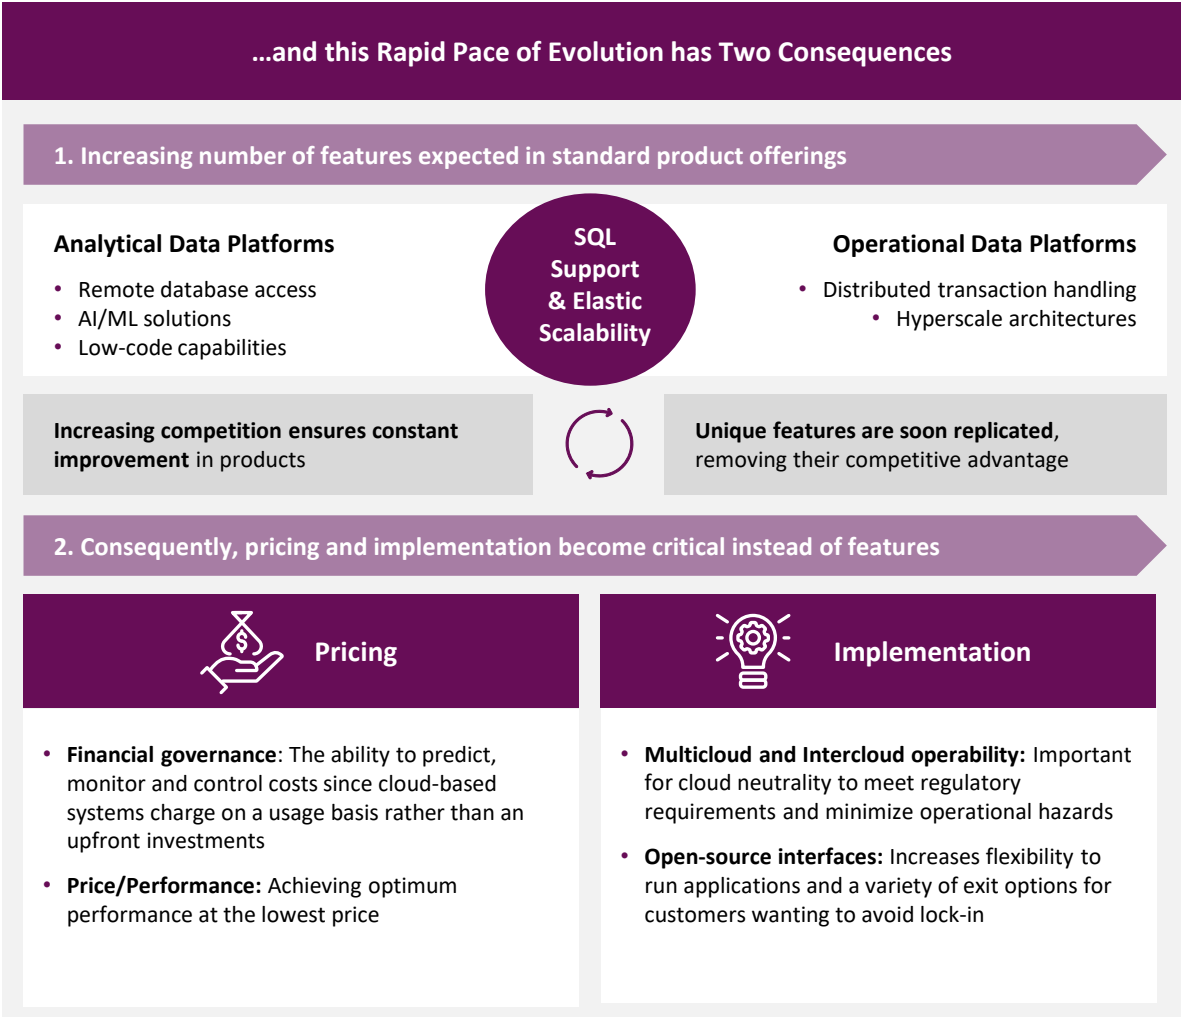 …and this Rapid Pace of Evolution has Two Consequences
1. Increasing number of features expected in standard product offerings
Analytical Data Platforms
• Remote database access
• AI/ML solutions
• Low-code capabilities
SQL
Support
& Elastic
Scalability
Operational Data Platforms
• Distributed transaction handling
• Hyperscale architectures
Increasing competition ensures constant
improvement in products
Unique features are soon replicated,
removing their competitive advantage
2. Consequently, pricing and implementation become critical instead of features
$
Pricing
• Financial governance: The ability to predict,
monitor and control costs since cloud-based
systems charge on a usage basis rather than an
upfront investments
• Price/Performance: Achieving optimum
performance at the lowest price
Implementation
• Multicloud and Intercloud operability: Important
for cloud neutrality to meet regulatory
requirements and minimize operational hazards
• Open-source interfaces: Increases flexibility to
run applications and a variety of exit options for
customers wanting to avoid lock-in